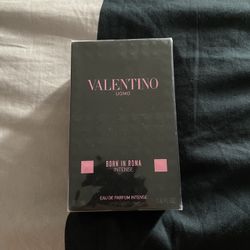 VALENTINO
UOMO
BORN IN ROMA
INTENSE
EAU DE PARFUM INTENSE